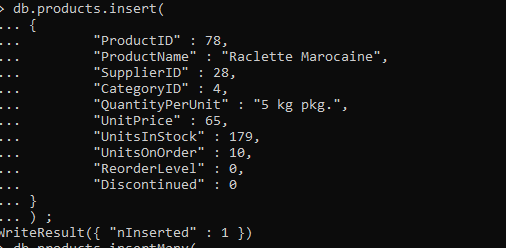 > db.products.insert(
... {
... "ProductID" : 78,
... "ProductName" : "Raclette Marocaine",
... "SupplierID" : 28,
... "CategoryID" : 4,
... "QuantityPerUnit" : "5 kg pkg.",
... "UnitPrice" : 65,
... "UnitsInStock" : 179,
... "UnitsOnOrder" : 10,
... "ReorderLevel" : 0,
... "Discontinued" : 0
... }
... ) ;
WriteResult({ "nInserted" : 1 })
> db.products.insertMany(